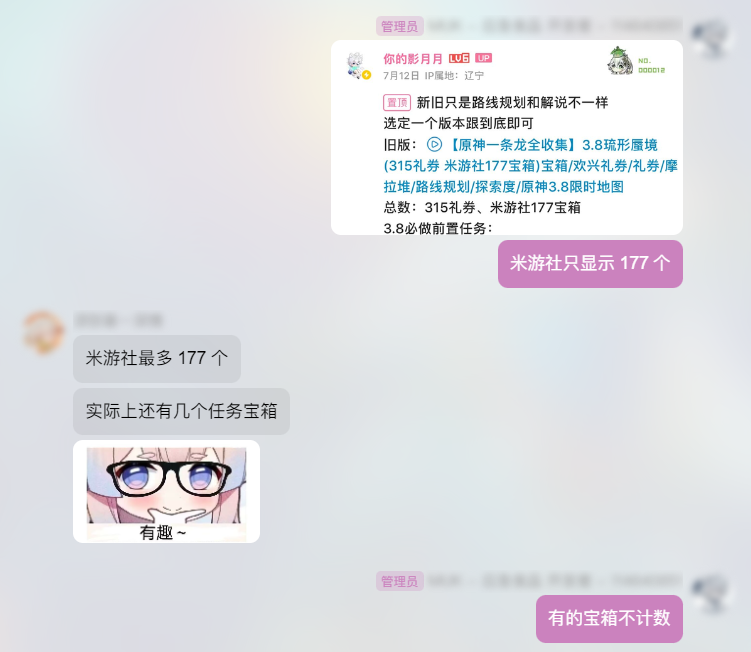 管理员
你的影月月 LV6 UP
NO.
000012
7月12日 IP属地：辽宁
置顶 新旧只是路线规划和解说不一样
选定一个版本跟到底即可
旧版：【原神一条龙全收集】3.8琉形蜃境
(315礼券 米游社177宝箱)宝箱/欢兴礼券/礼券/摩
拉堆/路线规划/探索度/原神3.8限时地图
总数：315礼券、米游社177宝箱
3.8必做前置任务：
米游社只显示 177 个
米游社最多 177 个
实际上还有几个任务宝箱
有趣~
管理员
有的宝箱不计数